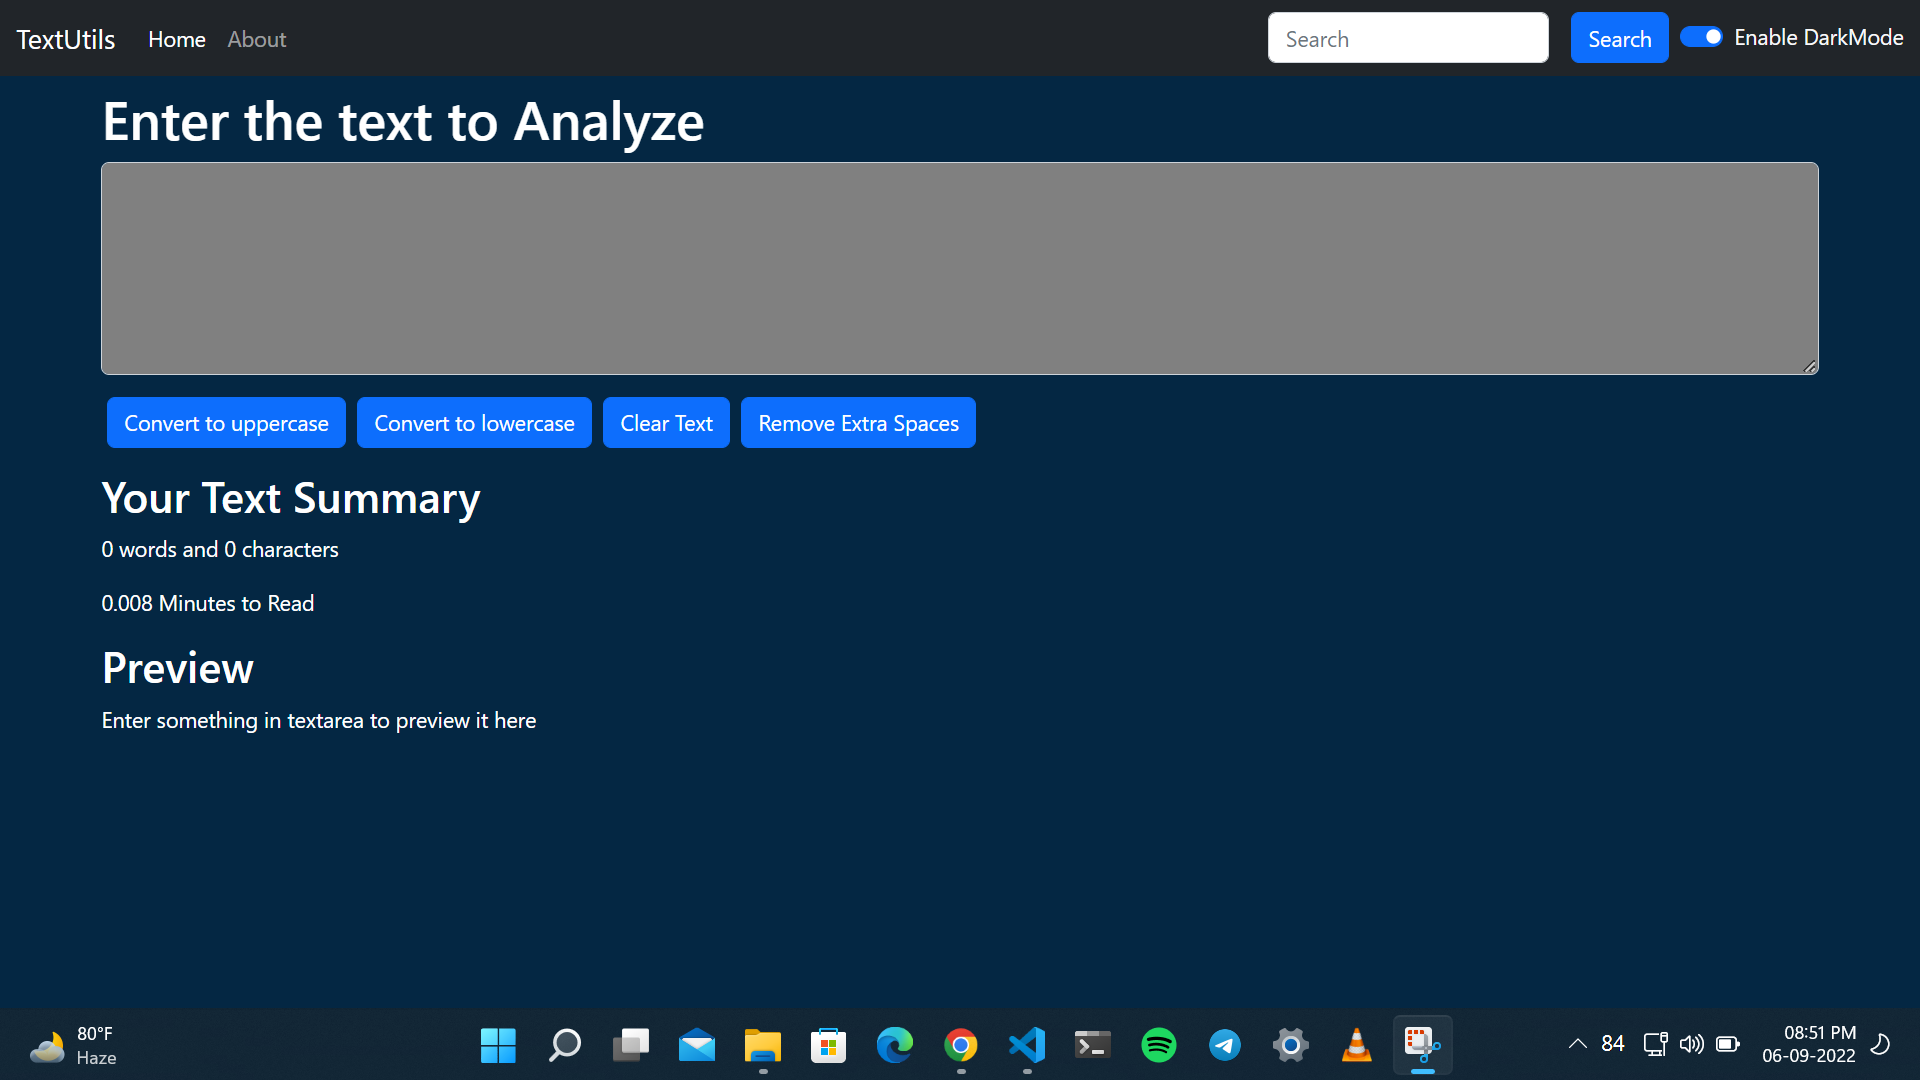 TextUtils Home About Search Search Enable DarkMode
Enter the text to Analyze
Convert to uppercase Convert to lowercase Clear Text Remove Extra Spaces
Your Text Summary
0 words and 0 characters
0.008 Minutes to Read
Preview
Enter something in textarea to preview it here
80°F
Haze
84
08:51 PM
06-09-2022